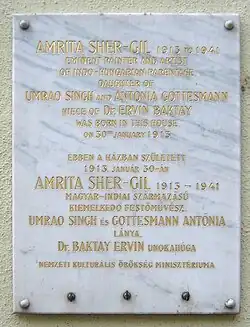 AMRITA SHER-GIL 1913 TO 1941
EMINENT PAINTER AND ARTIST
OF INDO-HUNGARIAN PARENTAGE
DAUGHTER OF
UMRAO SINGH AND ANTONIA GOTTESMANN
NIECE OF Dr. ERVIN BAKTAY
WAS BORN IN THIS HOUSE
ON 30TH JANUARY 1913
EBBEN A HÁZBAN SZÜLETETT
1913. JANUÁR 30-ÁN
AMRITA SHER-GIL 1913 - 1941
MAGYAR-INDIAI SZÁRMAZÁSÚ
KIEMELKEDŐ FESTŐMŰVÉSZ,
UMRAO SINGH ÉS GOTTESMANN ANTONIA
LÁNYA,
Dr. BAKTAY ERVIN UNOKAHÚGA
NEMZETI KULTURÁLIS ÖRÖKSÉG MINISZTÉRIUMA